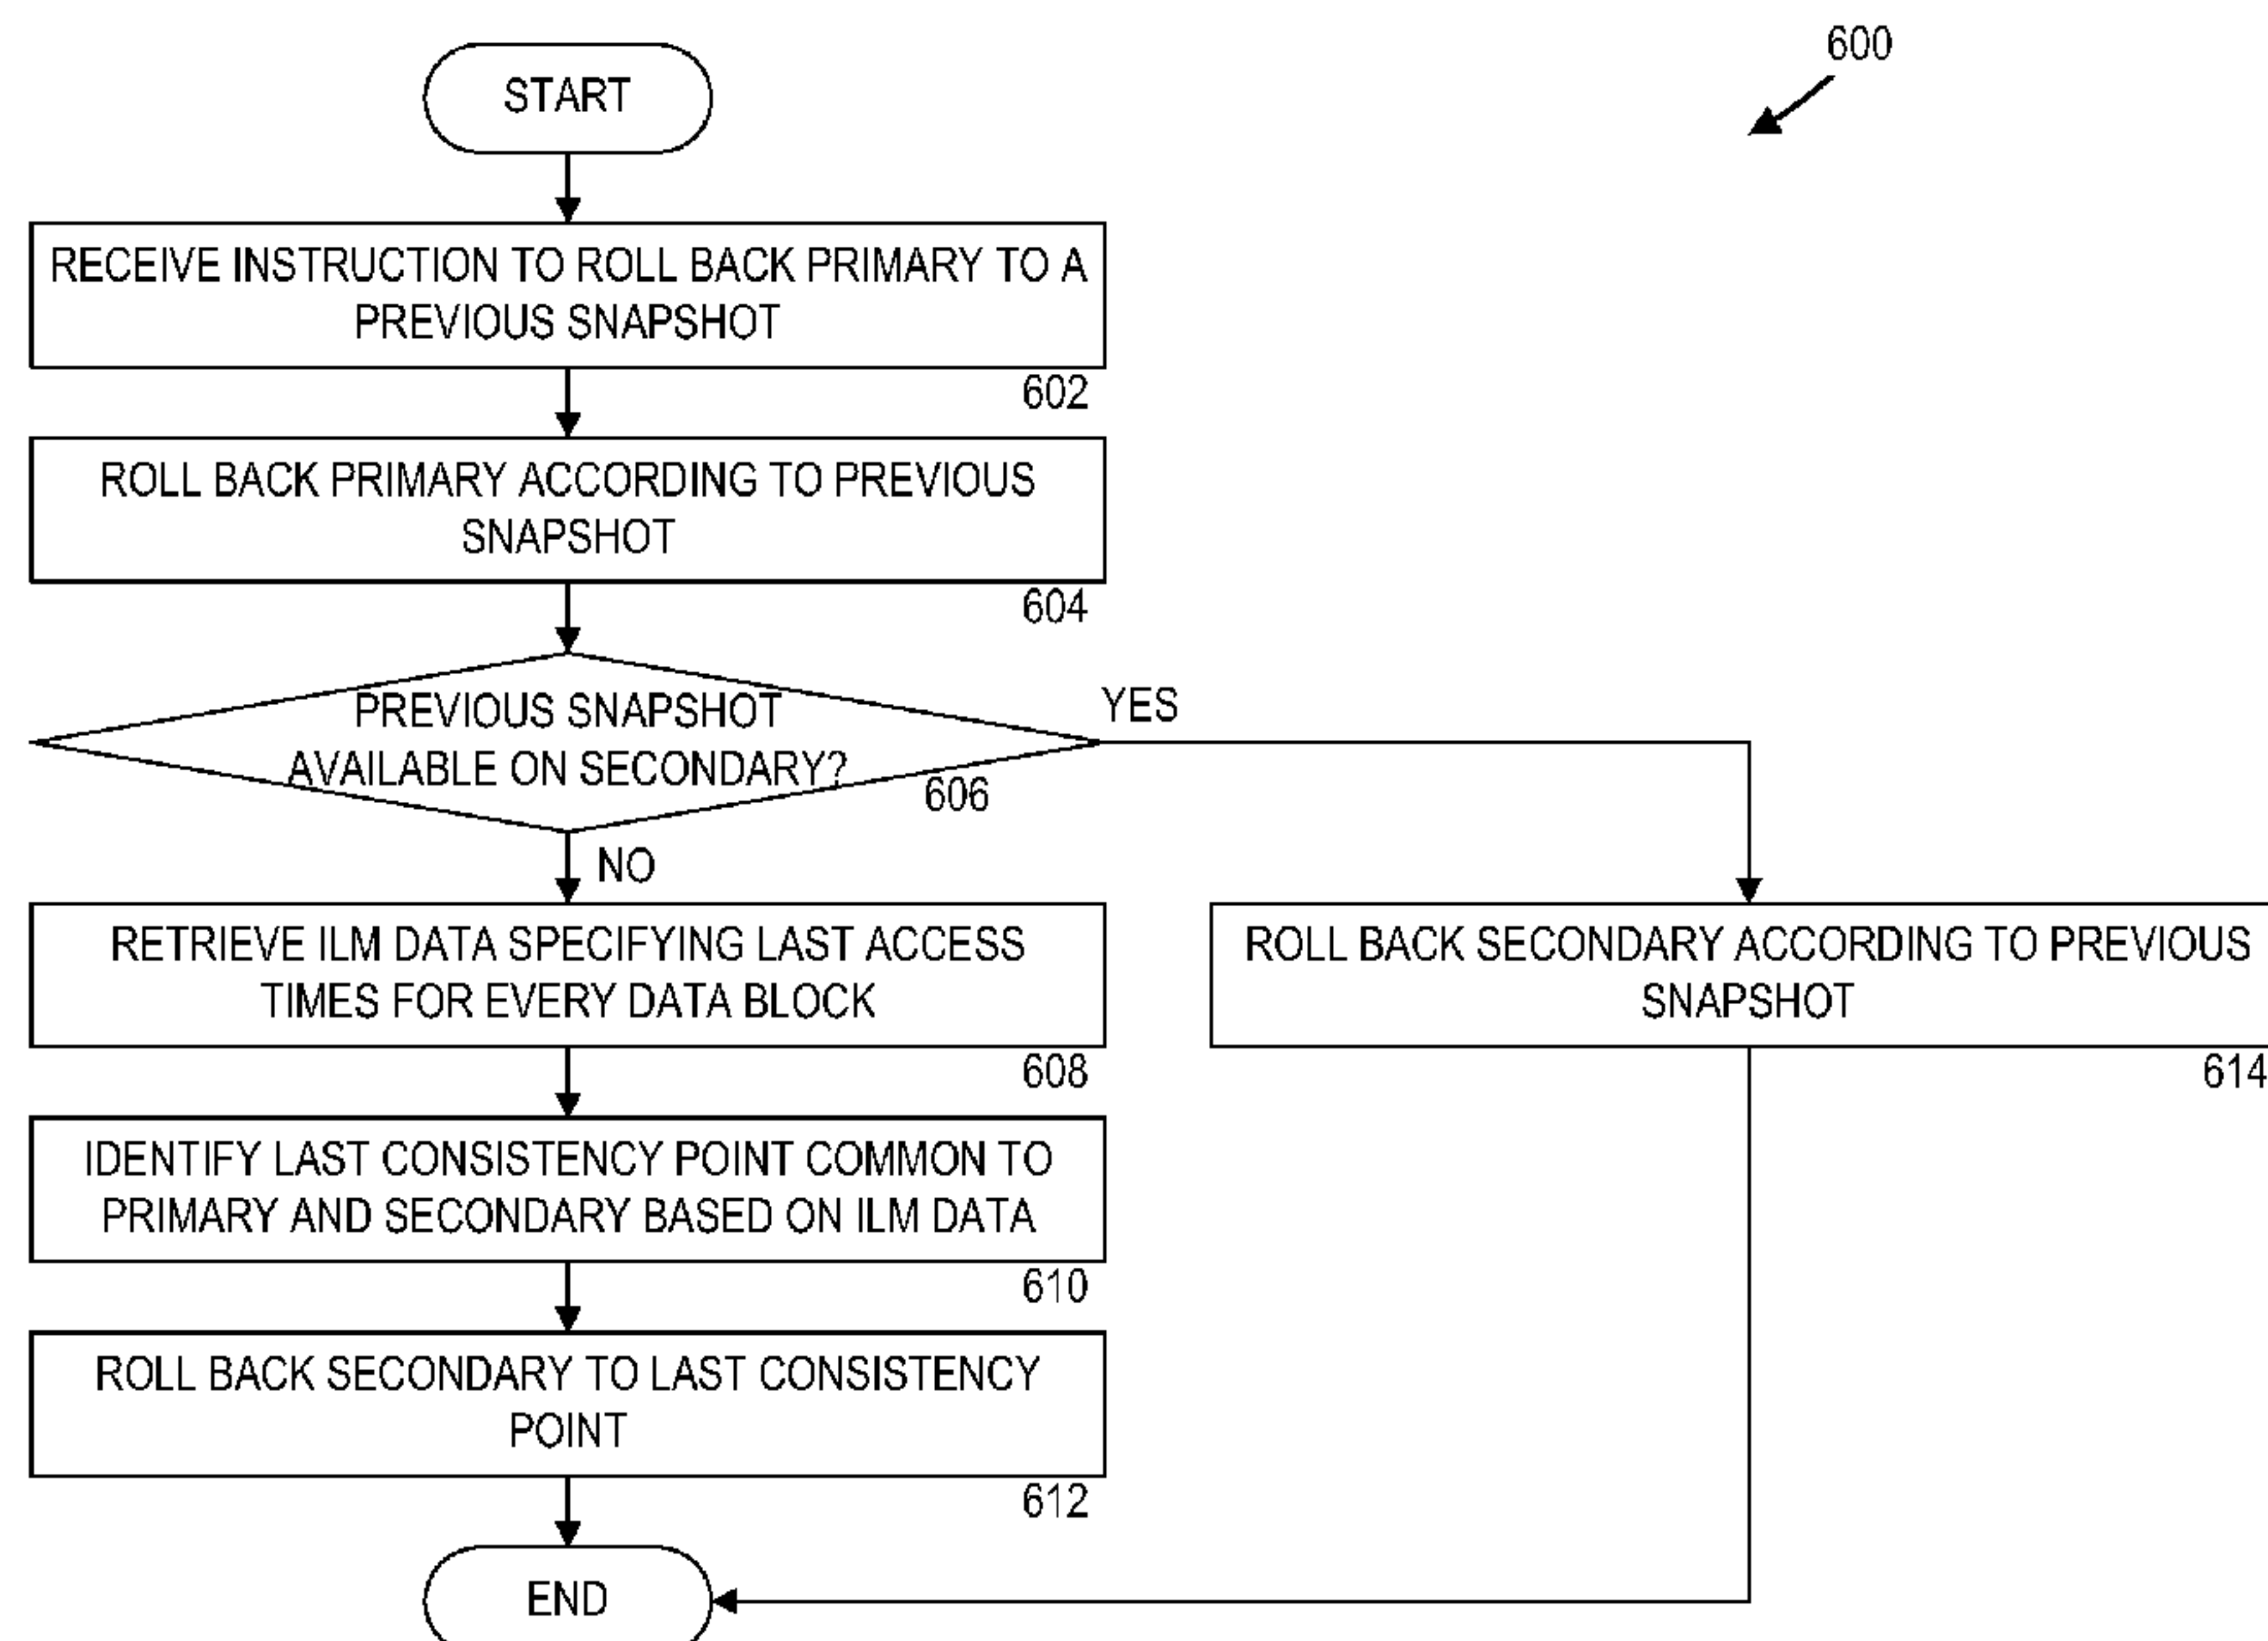 600
START
RECEIVE INSTRUCTION TO ROLL BACK PRIMARY TO A
PREVIOUS SNAPSHOT
602
ROLL BACK PRIMARY ACCORDING TO PREVIOUS
SNAPSHOT
604
PREVIOUS SNAPSHOT
AVAILABLE ON SECONDARY?
606
YES
NO
RETRIEVE ILM DATA SPECIFYING LAST ACCESS
TIMES FOR EVERY DATA BLOCK
608
ROLL BACK SECONDARY ACCORDING TO PREVIOUS
SNAPSHOT
614
IDENTIFY LAST CONSISTENCY POINT COMMON TO
PRIMARY AND SECONDARY BASED ON ILM DATA
610
ROLL BACK SECONDARY TO LAST CONSISTENCY
POINT
612
END